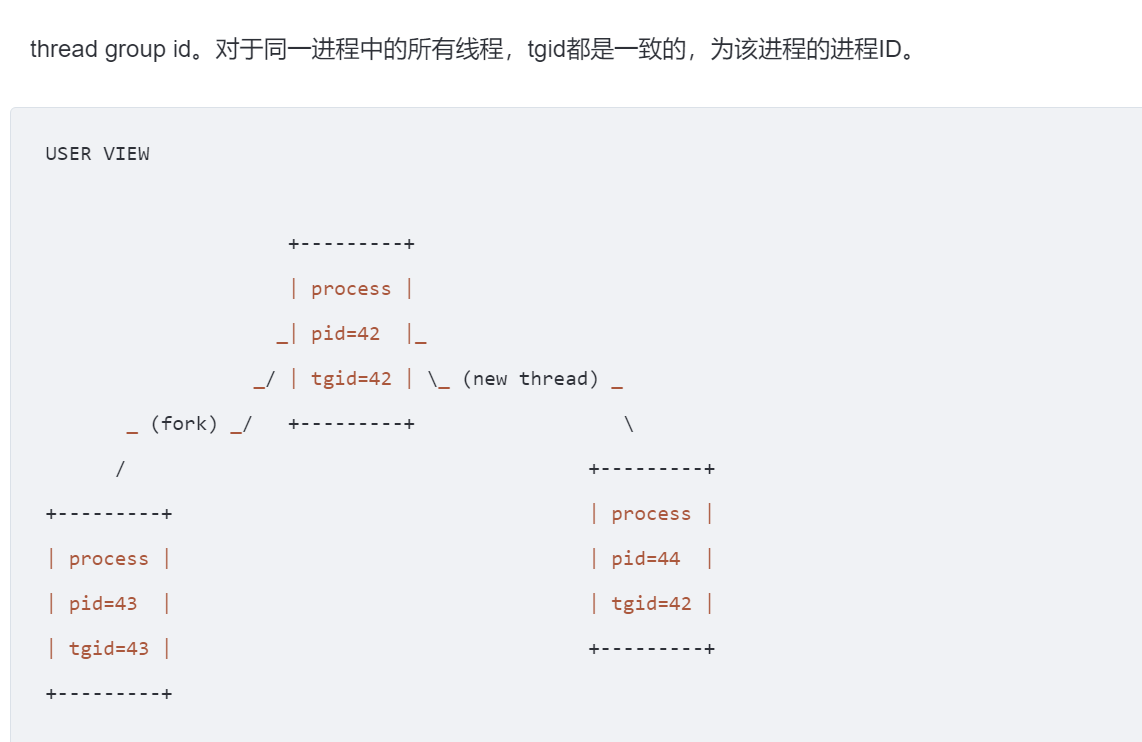 thread group id。对于同一进程中的所有线程，tgid都是一致的，为该进程的进程ID。
USER VIEW
                     +---------+
                     | process |
                    _| pid=42  |_
                  _/ | tgid=42 | \_ (new thread) _
       _ (fork) _/   +---------+                  \
      /                                        +---------+
+---------+                                    | process |
| process |                                    | pid=44  |
| pid=43  |                                    | tgid=42 |
| tgid=43 |                                    +---------+
+---------+